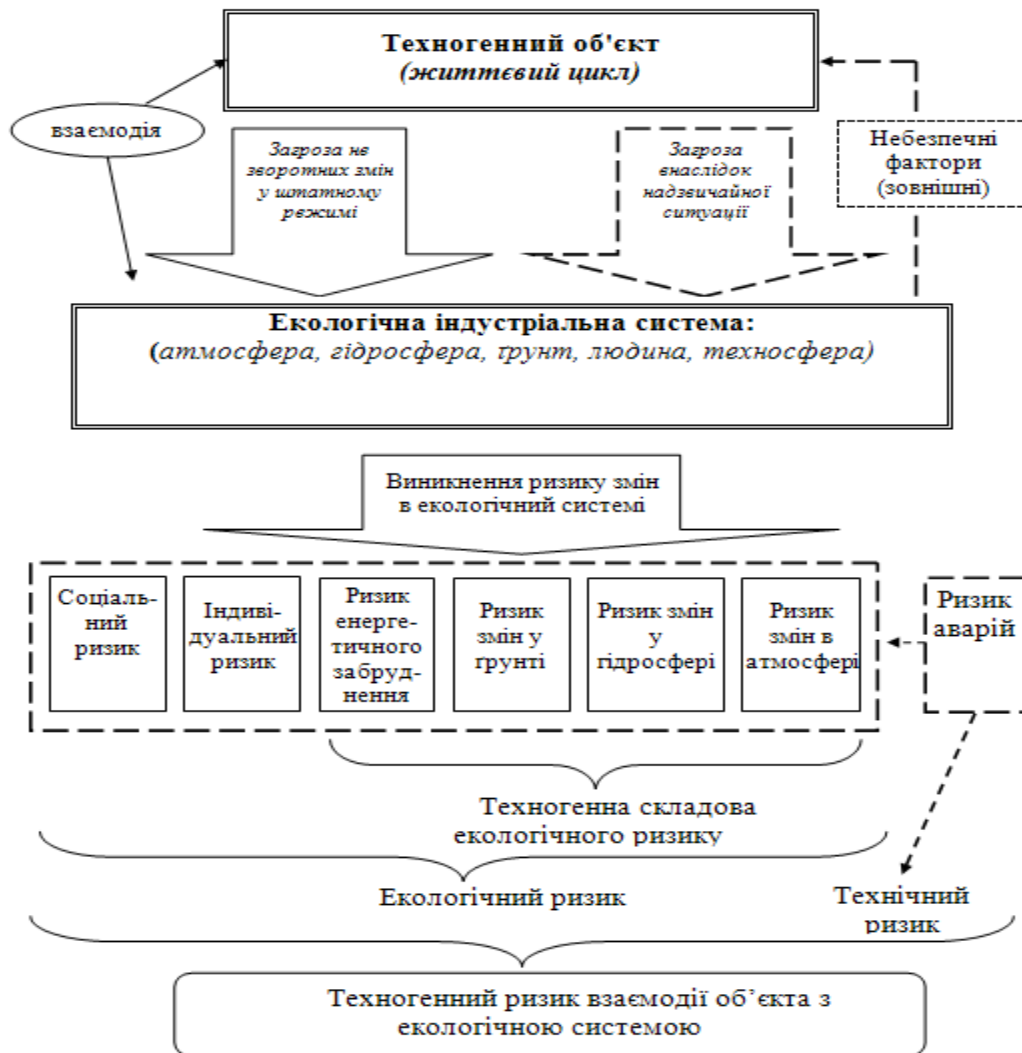 Техногенний об'єкт
(життєвий цикл)
взаємодія
Загроза не
зворотних змін
у штатному
режимі
Загроза
внаслідок
надзвичайної
ситуації
Небезпечні
фактори
(зовнішні)
Екологічна індустріальна система:
(атмосфера, гідросфера, ґрунт, людина, техносфера)
Виникнення ризику змін
в екологічний системі
Соціаль-
ний
ризик
Індиві-
дуальний
ризик
Ризик
енерге-
тичного
забруд-
нення
Ризик
змін у
ґрунті
Ризик змін
у
гідросфері
Ризик
змін в
атмосфері
Ризик
аварій
Техногенна складова
екологічного ризику
Екологічний ризик
Технічний
ризик
Техногенний ризик взаємодії об’єкта з
екологічною системою